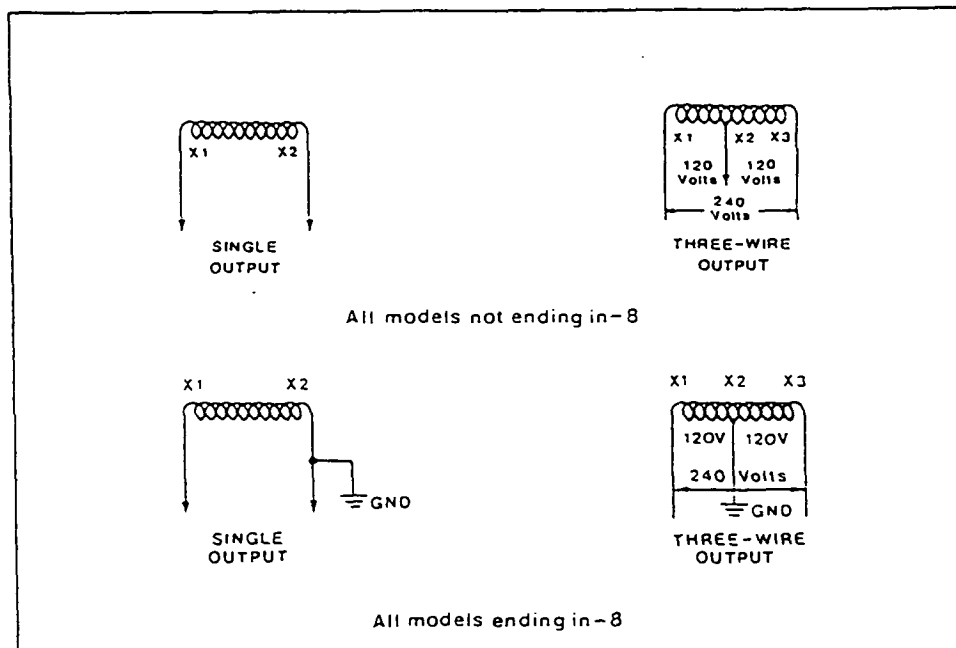 X1 X2
SINGLE
OUTPUT
X1 X2 X3
120 120
Volts Volts
240
Volts
THREE-WIRE
OUTPUT
All models not ending in-8
X1 X2
GND
SINGLE
OUTPUT
X1 X2 X3
120V 120V
240 Volts
GND
THREE-WIRE
OUTPUT
All models ending in-8